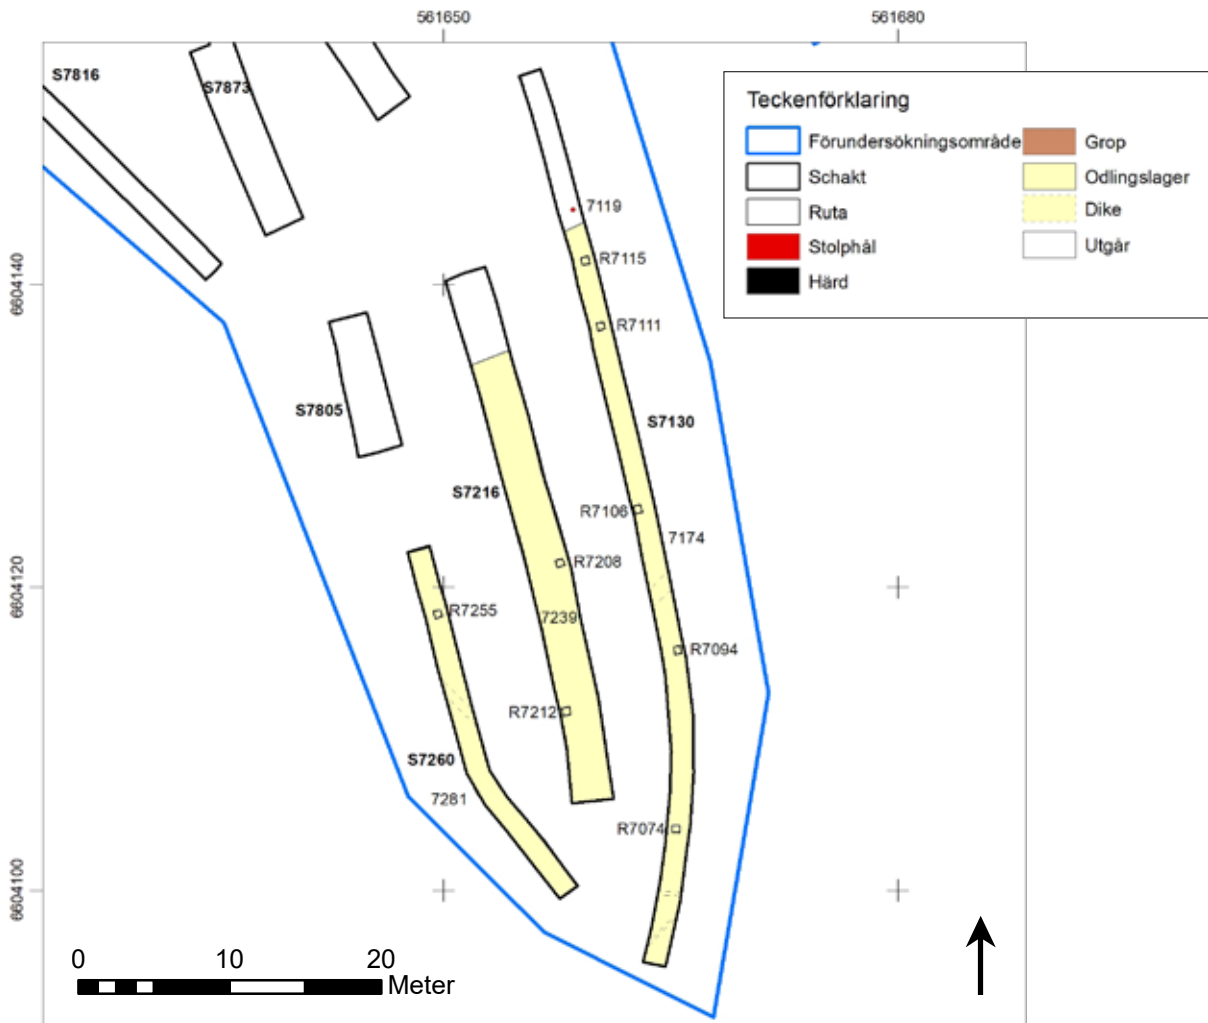 561650
561680
S7816
S7873
Teckenförklaring
Förundersökningsområde
Schakt
Ruta
Stolphål
Härd
Grop
Odlingslager
Dike
Utgår
7119
R7115
6604140
R7111
S7805
S7130
S7216
R7106
7174
R7208
6604120
R7255
7239
R7094
R7212
S7260
7281
R7074
6604100
0 10 20
Meter